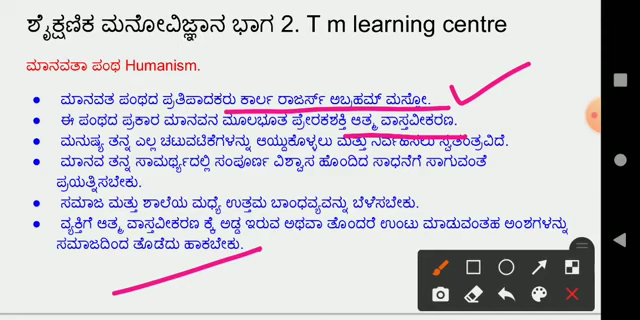 ಶೈಕ್ಷಣಿಕ ಮನೋವಿಜ್ಞಾನ ಭಾಗ 2. T m learning centre
ಮಾನವತಾ ಪಂಥ Humanism.
ಮಾನವತ ಪಂಥದ ಪ್ರತಿಪಾದಕರು ಕಾರ್ಲ ರಾಜರ್ಸ್ ಅಬ್ರಹಮ್ ಮಸ್ಲೋ.
ಈ ಪಂಥದ ಪ್ರಕಾರ ಮಾನವನ ಮೂಲಭೂತ ಪ್ರೇರಕಶಕ್ತಿ ಆತ್ಮ ವಾಸ್ತವೀಕರಣ.
ಮನುಷ್ಯ ತನ್ನ ಎಲ್ಲ ಚಟುವಟಿಕೆಗಳನ್ನು ಆಯ್ದುಕೊಳ್ಳಲು ಮತ್ತು ನಿರ್ವಹಿಸಲು ಸ್ವತಂತ್ರವಿದೆ.
ಮಾನವ ತನ್ನ ಸಾಮರ್ಥ್ಯದಲ್ಲಿ ಸಂಪೂರ್ಣ ವಿಶ್ವಾಸ ಹೊಂದಿದ ಸಾಧನೆಗೆ ಸಾಗುವಂತೆ
ಪ್ರಯತ್ನಿಸಬೇಕು.
ಸಮಾಜ ಮತ್ತು ಶಾಲೆಯ ಮಧ್ಯೆ ಉತ್ತಮ ಬಾಂಧವ್ಯವನ್ನು ಬೆಳೆಸಬೇಕು.
ವ್ಯಕ್ತಿಗೆ ಆತ್ಮ ವಾಸ್ತವೀಕರಣ ಕ್ಕೆ ಅಡ್ಡ ಇರುವ ಅಥವಾ ತೊಂದರೆ ಉಂಟು ಮಾಡುವಂತಹ ಅಂಶಗಳನ್ನು
ಸಮಾಜದಿಂದ ತೊಡೆದು ಹಾಕಬೇಕು.